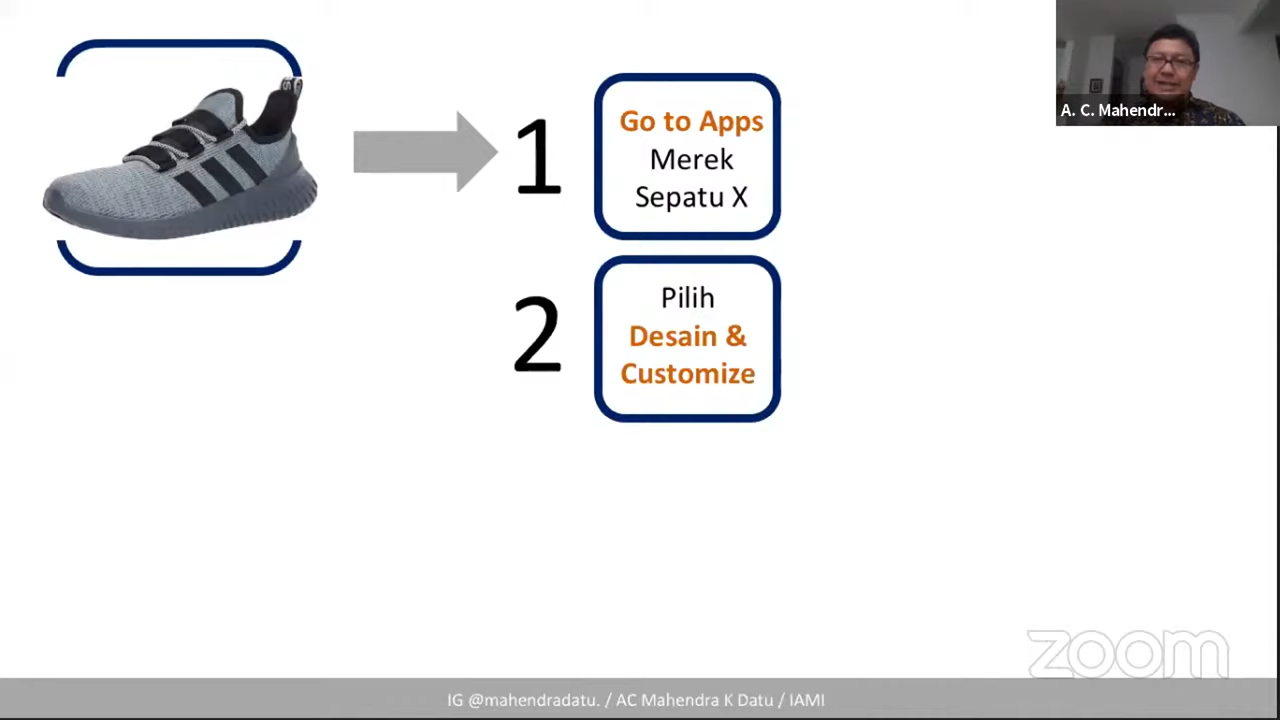 A. C. Mahendr...
1
Go to Apps
Merek
Sepatu X
2
Pilih
Desain &
Customize
zoom
IG @mahendradatu. / AC Mahendra K Datu / IAMI